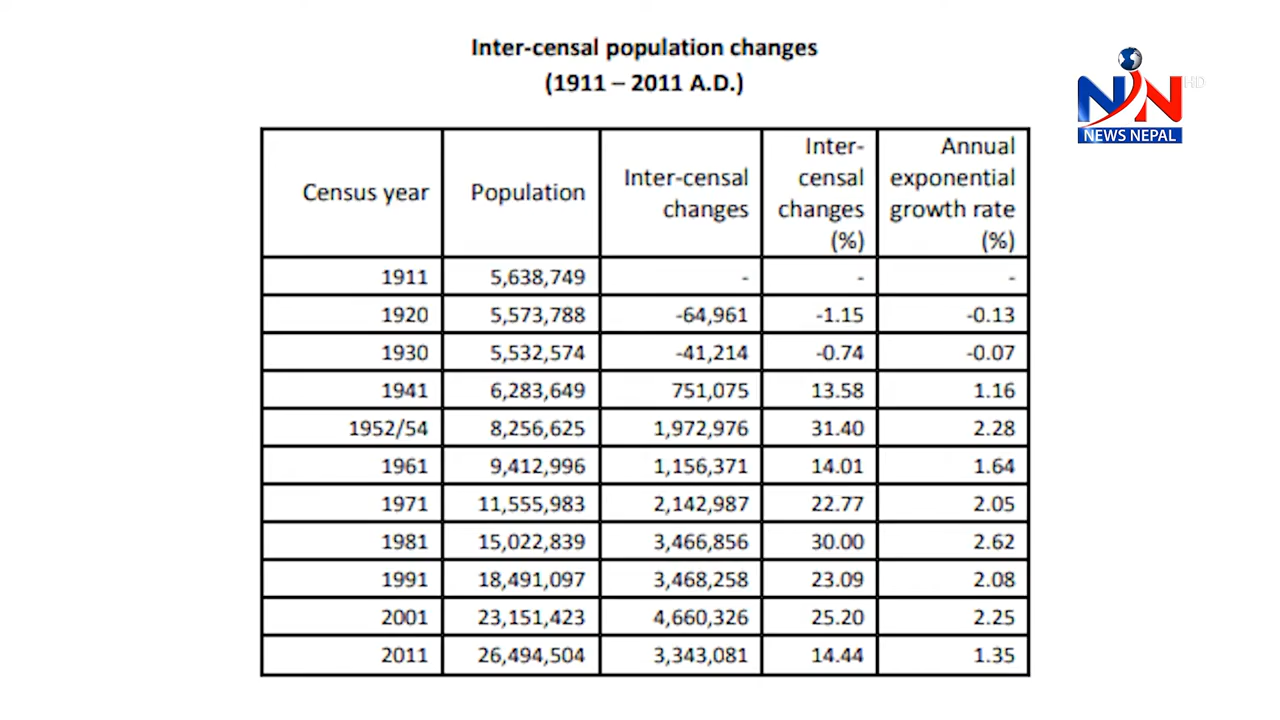 Inter-censal population changes
(1911 – 2011 A.D.)
NIN HD
NEWS NEPAL
Census year Population Inter-censal changes Inter-censal changes (%) Annual exponential growth rate (%)
1911 5,638,749 - - -
1920 5,573,788 -64,961 -1.15 -0.13
1930 5,532,574 -41,214 -0.74 -0.07
1941 6,283,649 751,075 13.58 1.16
1952/54 8,256,625 1,972,976 31.40 2.28
1961 9,412,996 1,156,371 14.01 1.64
1971 11,555,983 2,142,987 22.77 2.05
1981 15,022,839 3,466,856 30.00 2.62
1991 18,491,097 3,468,258 23.09 2.08
2001 23,151,423 4,660,326 25.20 2.25
2011 26,494,504 3,343,081 14.44 1.35